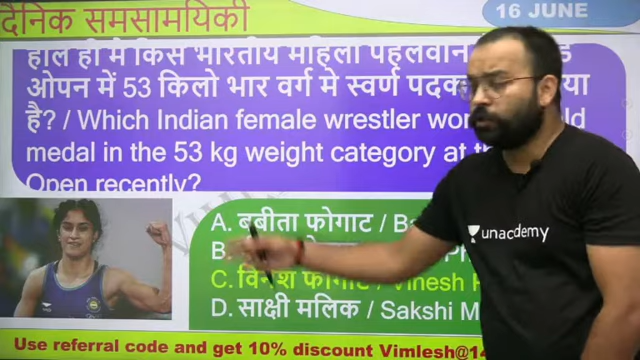 दैनिक समसामयिकी
16 JUNE
हाल ही में किस भारतीय महिला पहलवान
ओपन में 53 किलो भार वर्ग मे स्वर्ण पदक
है? / Which Indian female wrestler
medal in the 53 kg weight category at
Open recently?
A. बबीता फोगाट /
B.
C. विनेश फोगाट / Vinesh
D. साक्षी मलिक / Sakshi
unacademy
Use referral code and get 10% discount